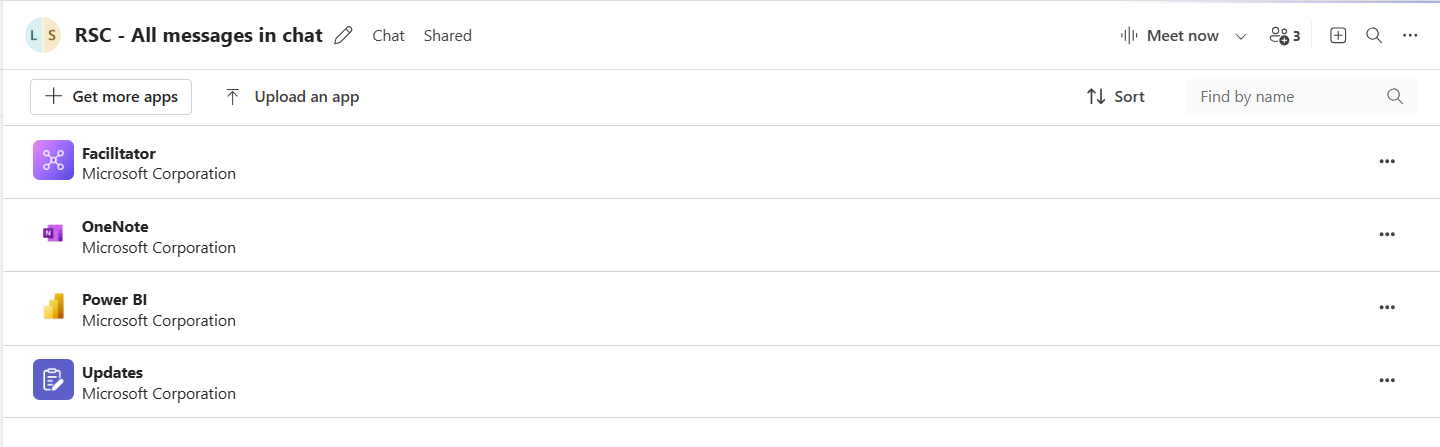 L S RSC - All messages in chat Chat Shared Meet now 3
Get more apps Upload an app Sort Find by name
Facilitator
Microsoft Corporation
N OneNote
Microsoft Corporation
Power BI
Microsoft Corporation
Updates
Microsoft Corporation